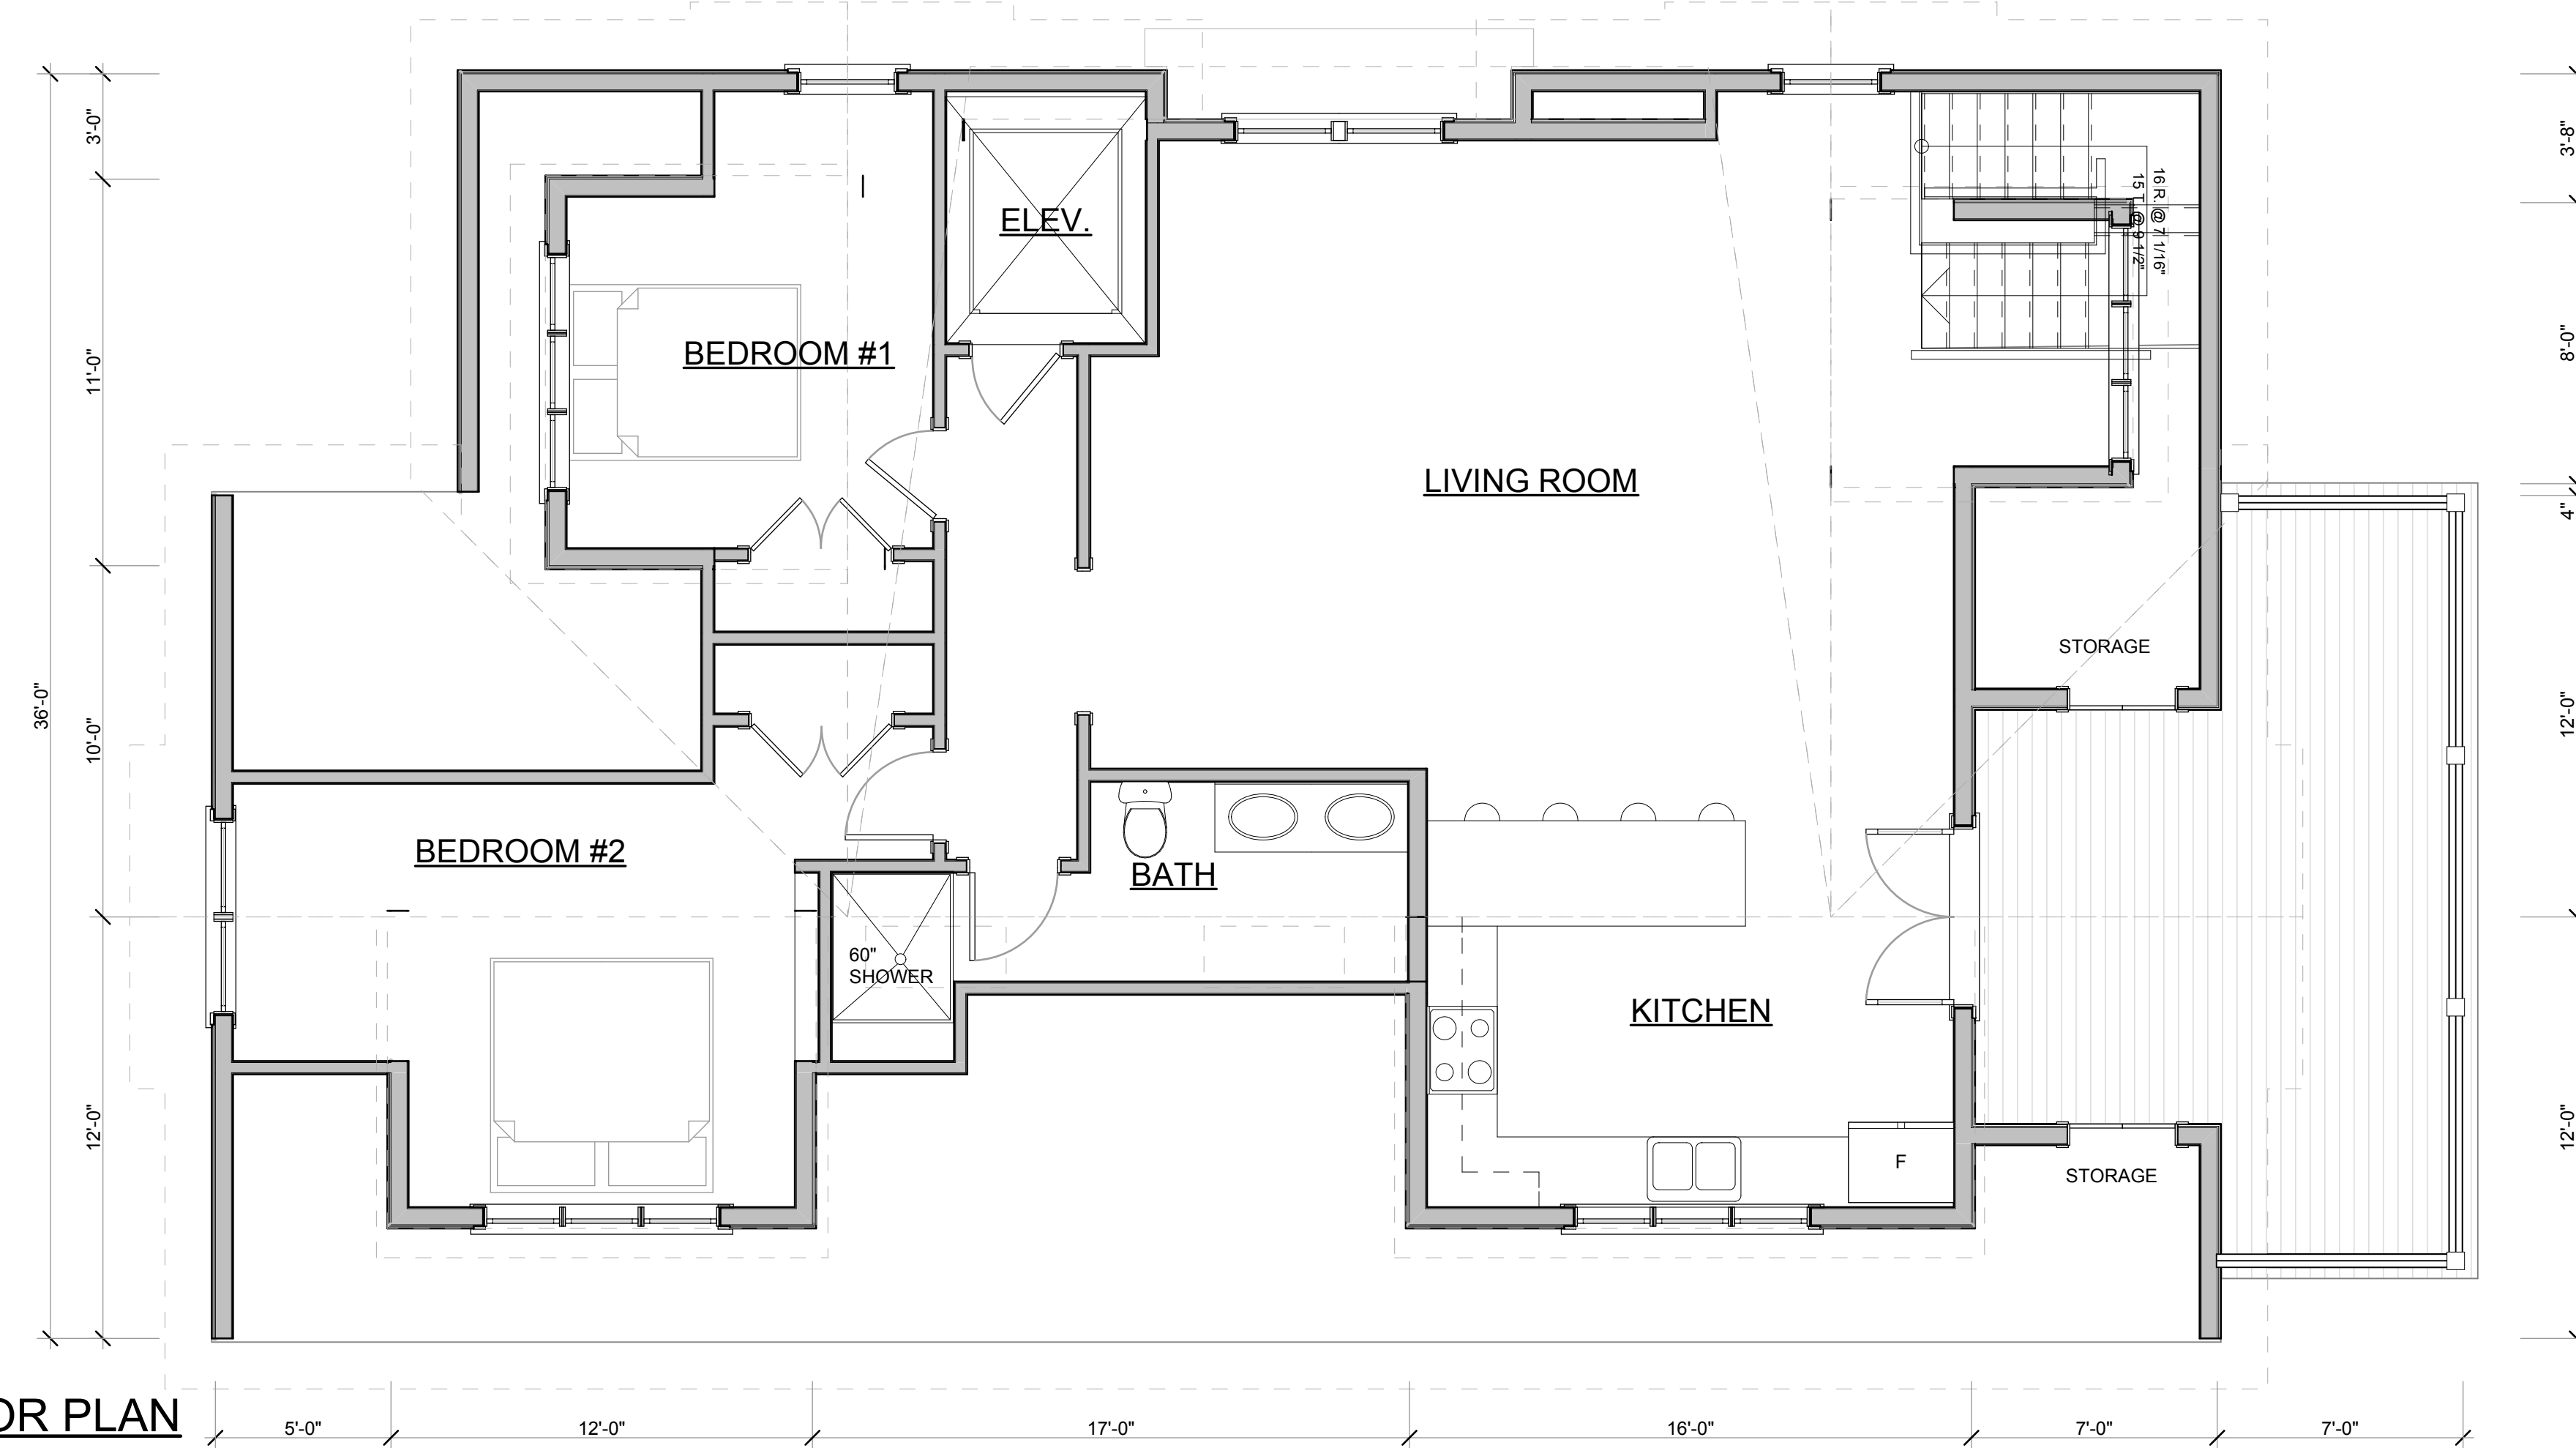 3'-0"
11'-0"
36'-0"
10'-0"
12'-0"
ELEV.
BEDROOM #1
LIVING ROOM
16 R. @ 7 1/16"
15 T @ 9 1/2"
3'-8"
8'-0"
4"
12'-0"
12'-0"
STORAGE
BEDROOM #2
BATH
60"
SHOWER
KITCHEN
F
STORAGE
OR PLAN
5'-0"
12'-0"
17'-0"
16'-0"
7'-0"
7'-0"